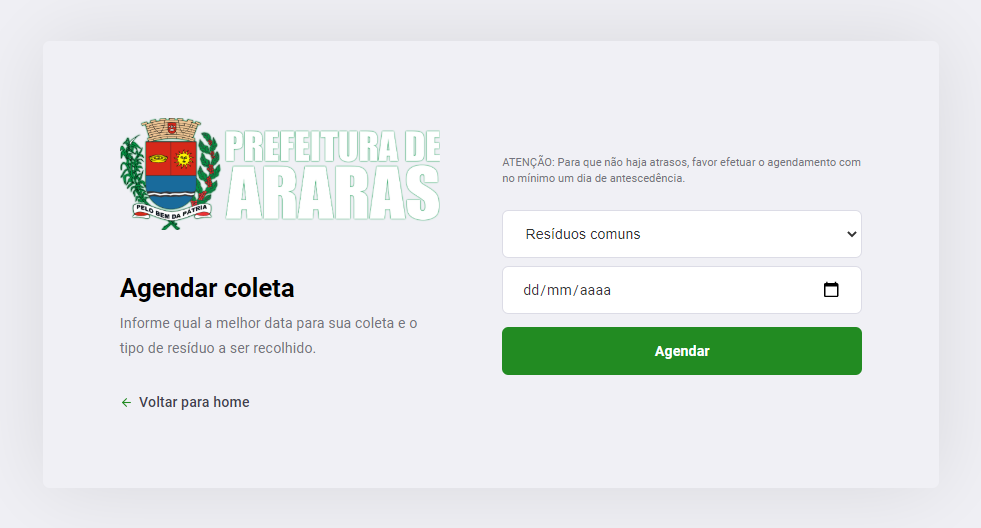 PREFEITURA DE
ARARAS
PELO BEM DA PÁTRIA
Agendar coleta
Informe qual a melhor data para sua coleta e o
tipo de resíduo a ser recolhido.
Voltar para home
ATENÇÃO: Para que não haja atrasos, favor efetuar o agendamento com
no mínimo um dia de antescedência.
Resíduos comuns
dd/mm/aaaa
Agendar